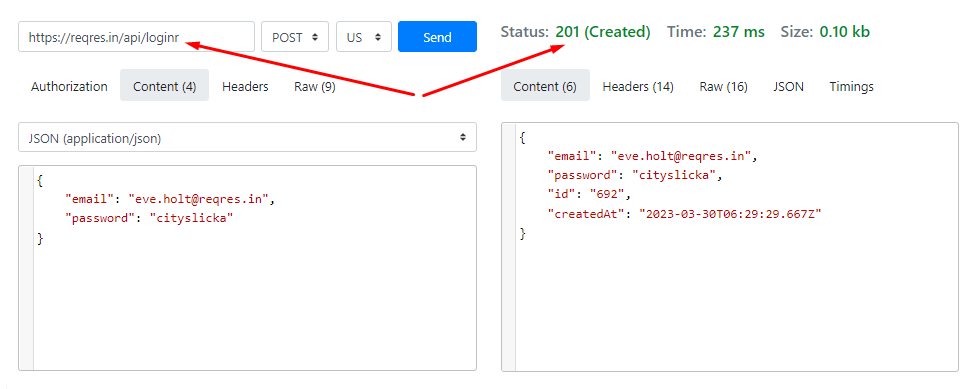 https://reqres.in/api/loginr POST US Send Status: 201 (Created) Time: 237 ms Size: 0.10 kb
Authorization Content (4) Headers Raw (9) Content (6) Headers (14) Raw (16) JSON Timings
JSON (application/json)
{
"email": "eve.holt@reqres.in",
"password": "cityslicka"
}
{
"email": "eve.holt@reqres.in",
"password": "cityslicka",
"id": "692",
"createdAt": "2023-03-30T06:29:29.667Z"
}